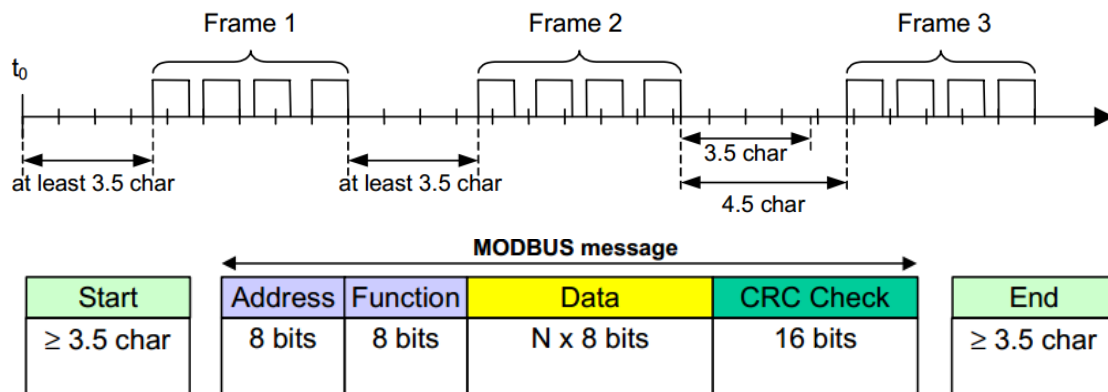 Frame 1 Frame 2 Frame 3
t0
3.5 char
at least 3.5 char at least 3.5 char
4.5 char
MODBUS message
Start Address Function Data CRC Check End
≥ 3.5 char 8 bits 8 bits N x 8 bits 16 bits ≥ 3.5 char